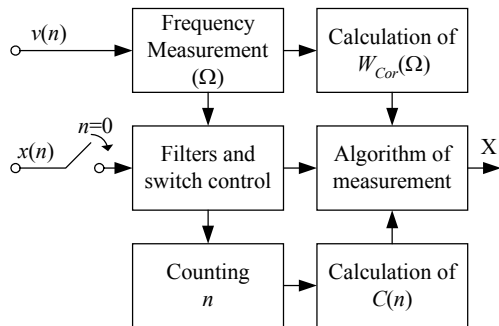 v(n)
Frequency
Measurement
(Ω)
Calculation of
W_Cor(Ω)
n=0
x(n)
Filters and
switch control
Algorithm of
measurement
X
Counting
n
Calculation of
C(n)